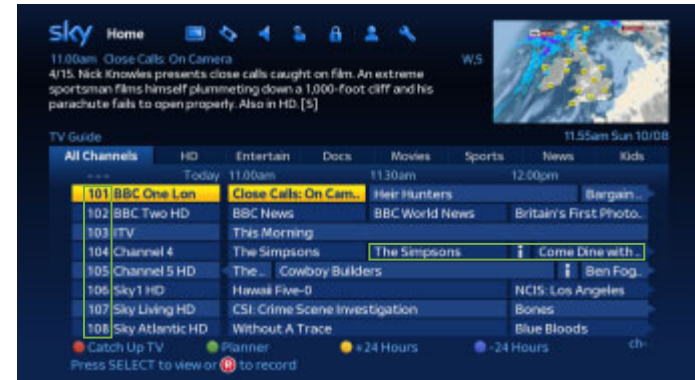 sky Home
11.00am Close Calls: On Camera W,S
4/15. Nick Knowles presents close calls caught on film. An extreme
sportsman films himself plummeting down a 1,000-foot cliff and his
parachute fails to open properly. Also in HD. [S]
TV Guide 11.55am Sun 10/08
All Channels HD Entertain Docs Movies Sports News Kids
--- Today 11.00am 11.30am 12.00pm
101 BBC One Lon Close Calls: On Cam.. Heir Hunters Bargain ..
102 BBC Two HD BBC News BBC World News Britain's First Photo..
103 ITV This Morning
104 Channel 4 The Simpsons The Simpsons Come Dine with ..
105 Channel 5 HD The .. Cowboy Builders Ben Fog..
106 Sky1 HD Hawaii Five-0 NCIS: Los Angeles
107 Sky Living HD CSI: Crime Scene Investigation Bones
108 Sky Atlantic HD Without A Trace Blue Bloods
Catch Up TV Planner +24 Hours -24 Hours ch-
Press SELECT to view or R to record